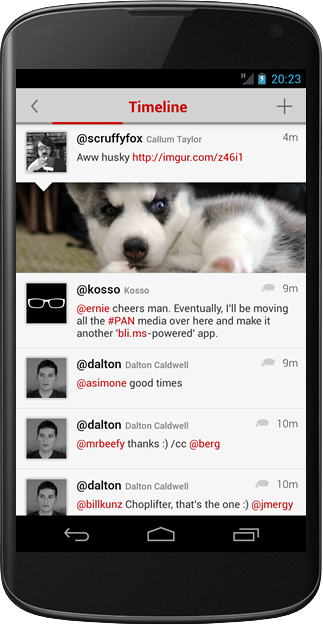 H 20:23
Timeline
@scruffyfox Callum Taylor 4m
Aww husky http://imgur.com/z46i1
@kosso Kosso 9m
@ernie cheers man. Eventually, I'll be moving
all the #PAN media over here and make it
another 'bli.ms-powered' app.
@dalton Dalton Caldwell 9m
@asimone good times
@dalton Dalton Caldwell 10m
@mrbeefy thanks :) /cc @berg
@dalton Dalton Caldwell 10m
@billkunz Choplifter, that's the one :) @jmergy